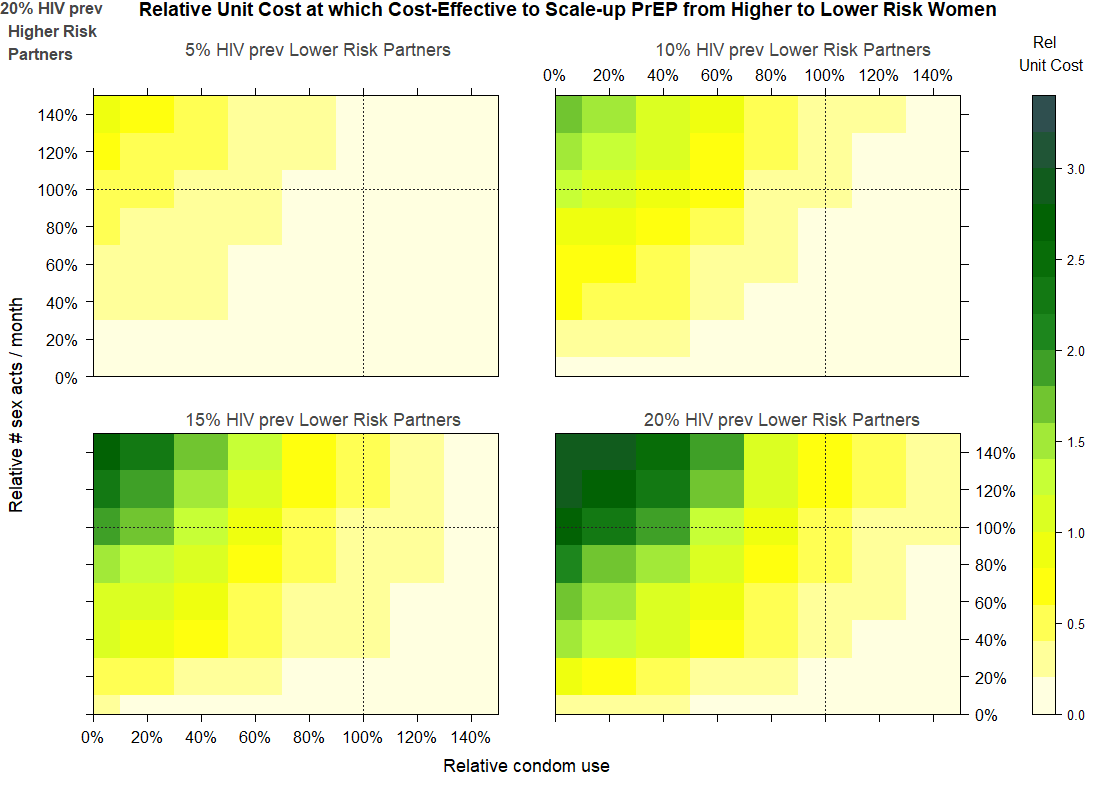 20% HIV prev
Higher Risk
Partners
Relative Unit Cost at which Cost-Effective to Scale-up PrEP from Higher to Lower Risk Women
5% HIV prev Lower Risk Partners
10% HIV prev Lower Risk Partners
0% 20% 40% 60% 80% 100% 120% 140%
Rel
Unit Cost
140%
120%
100%
80%
60%
40%
20%
0%
3.0
2.5
2.0
1.5
1.0
0.5
0.0
Relative # sex acts / month
15% HIV prev Lower Risk Partners
20% HIV prev Lower Risk Partners
140%
120%
100%
80%
60%
40%
20%
0%
0% 20% 40% 60% 80% 100% 120% 140%
Relative condom use